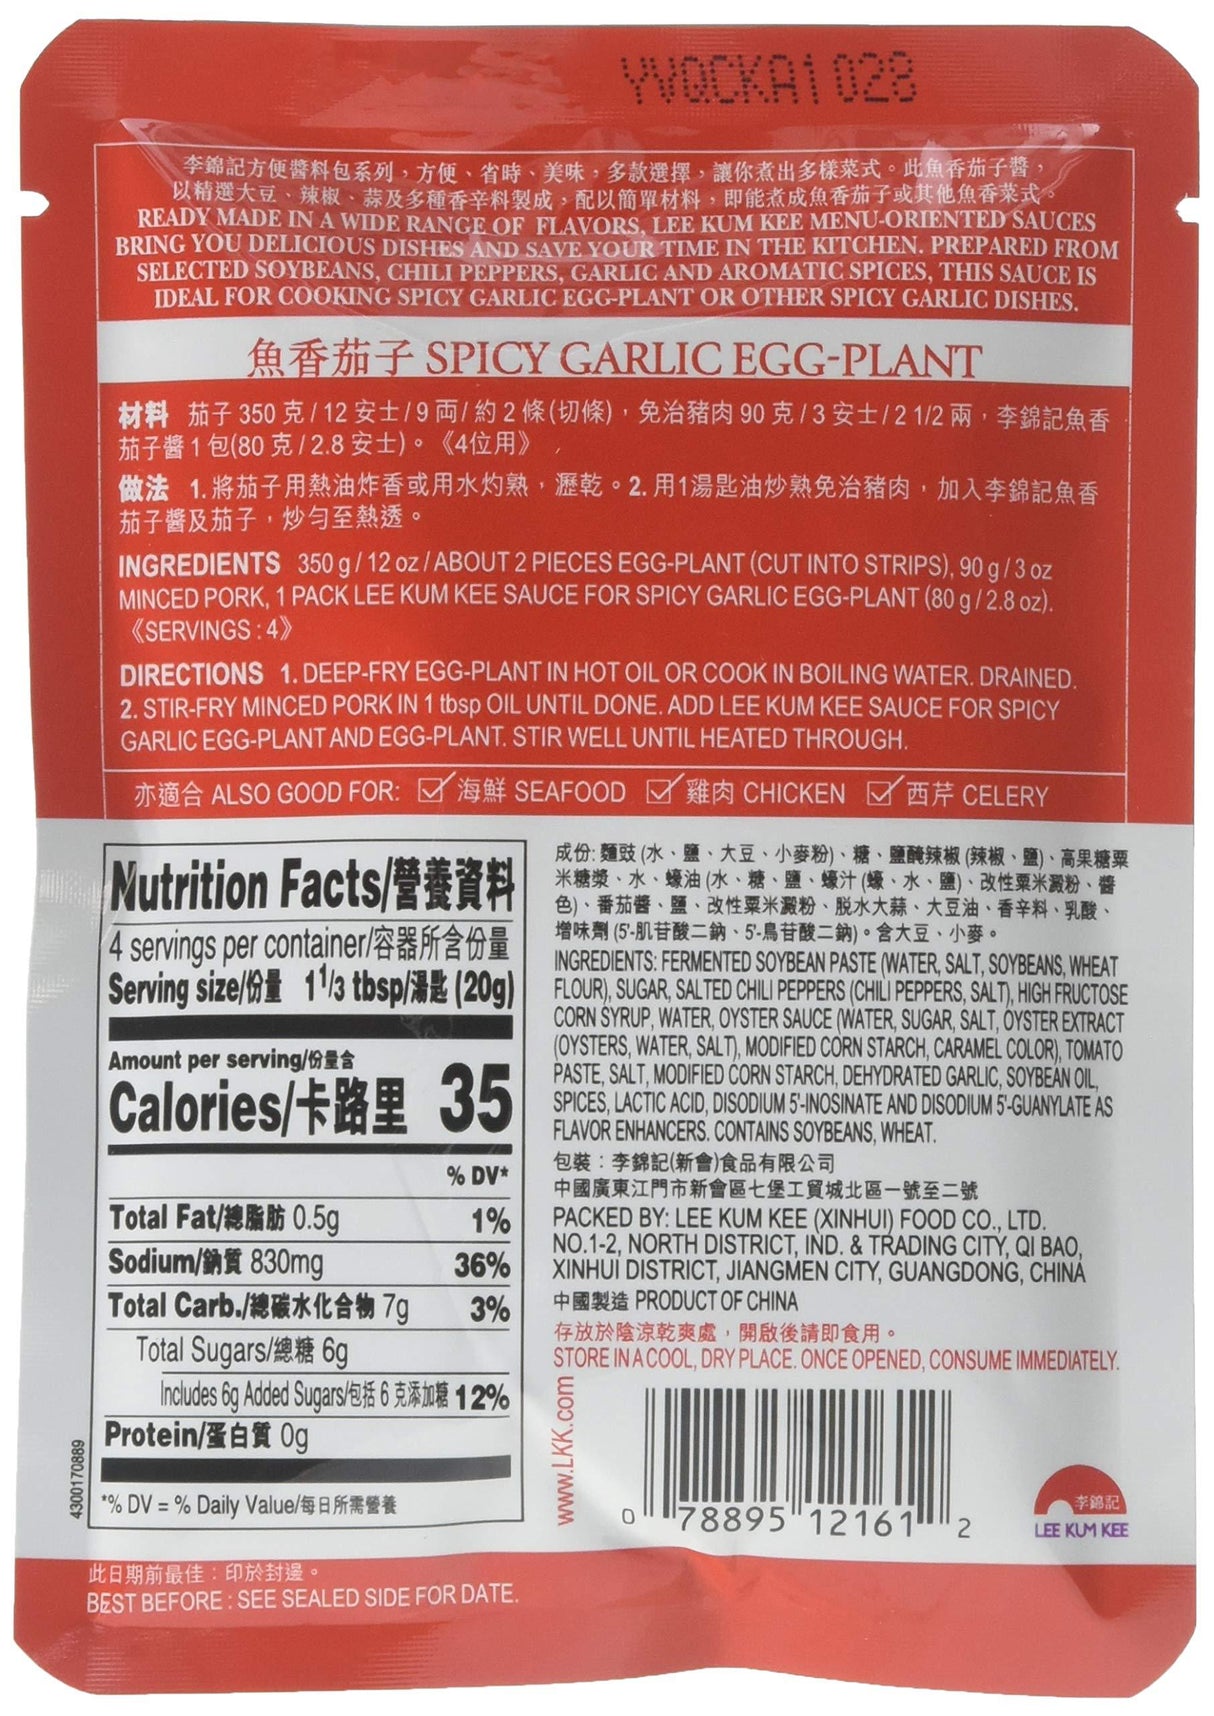 YVQCKA1028
李錦記方便醬料包系列，方便、省時、美味，多款選擇，讓你煮出多樣菜式。此魚香茄子醬，
以精選大豆、辣椒、蒜及多種香辛料製成，配以簡單材料，即能煮成魚香茄子或其他魚香菜式。
READY MADE IN A WIDE RANGE OF FLAVORS, LEE KUM KEE MENU-ORIENTED SAUCES
BRING YOU DELICIOUS DISHES AND SAVE YOUR TIME IN THE KITCHEN. PREPARED FROM
SELECTED SOYBEANS, CHILI PEPPERS, GARLIC AND AROMATIC SPICES, THIS SAUCE IS
IDEAL FOR COOKING SPICY GARLIC EGG-PLANT OR OTHER SPICY GARLIC DISHES.
魚香茄子 SPICY GARLIC EGG-PLANT
材料 茄子 350 克 / 12 安士 / 9 両 / 約 2 條 (切條)，免治豬肉 90 克 / 3 安士 / 2 1/2 兩，李錦記魚香
茄子醬 1 包(80 克 / 2.8 安士)。《4位用》
做法 1. 將茄子用熱油炸香或用水灼熟，瀝乾。2. 用1湯匙油炒熟免治豬肉，加入李錦記魚香
茄子醬及茄子，炒勻至熱透。
INGREDIENTS 350 g / 12 oz / ABOUT 2 PIECES EGG-PLANT (CUT INTO STRIPS), 90 g / 3 oz
MINCED PORK, 1 PACK LEE KUM KEE SAUCE FOR SPICY GARLIC EGG-PLANT (80 g / 2.8 oz).
《SERVINGS : 4》
DIRECTIONS 1. DEEP-FRY EGG-PLANT IN HOT OIL OR COOK IN BOILING WATER. DRAINED.
2. STIR-FRY MINCED PORK IN 1 tbsp OIL UNTIL DONE. ADD LEE KUM KEE SAUCE FOR SPICY
GARLIC EGG-PLANT AND EGG-PLANT. STIR WELL UNTIL HEATED THROUGH.
亦適合 ALSO GOOD FOR: ☑ 海鮮 SEAFOOD ☑ 雞肉 CHICKEN ☑ 西芹 CELERY
Nutrition Facts/營養資料
4 servings per container/容器所含份量
Serving size/份量 1 1/3 tbsp/湯匙 (20g)
Amount per serving/份量含
Calories/卡路里 35
% DV*
Total Fat/總脂肪 0.5g 1%
Sodium/鈉質 830mg 36%
Total Carb./總碳水化合物 7g 3%
Total Sugars/總糖 6g
Includes 6g Added Sugars/包括 6 克添加糖 12%
Protein/蛋白質 0g
*% DV = % Daily Value/每日所需營養
4300170889
成份: 麵豉 (水、鹽、大豆、小麥粉)、糖、鹽醃辣椒 (辣椒、鹽)、高果糖粟
米糖漿、水、蠔油 (水、糖、鹽、蠔汁 (蠔、水、鹽)、改性粟米澱粉、醬
色)、番茄醬、鹽、改性粟米澱粉、脫水大蒜、大豆油、香辛料、乳酸、
增味劑 (5'-肌苷酸二鈉、5'-鳥苷酸二鈉)。含大豆、小麥。
INGREDIENTS: FERMENTED SOYBEAN PASTE (WATER, SALT, SOYBEANS, WHEAT
FLOUR), SUGAR, SALTED CHILI PEPPERS (CHILI PEPPERS, SALT), HIGH FRUCTOSE
CORN SYRUP, WATER, OYSTER SAUCE (WATER, SUGAR, SALT, OYSTER EXTRACT
(OYSTERS, WATER, SALT), MODIFIED CORN STARCH, CARAMEL COLOR), TOMATO
PASTE, SALT, MODIFIED CORN STARCH, DEHYDRATED GARLIC, SOYBEAN OIL,
SPICES, LACTIC ACID, DISODIUM 5'-INOSINATE AND DISODIUM 5'-GUANYLATE AS
FLAVOR ENHANCERS. CONTAINS SOYBEANS, WHEAT.
包裝：李錦記(新會)食品有限公司
中國廣東江門市新會區七堡工貿城北區一號至二號
PACKED BY: LEE KUM KEE (XINHUI) FOOD CO., LTD.
NO.1-2, NORTH DISTRICT, IND. & TRADING CITY, QI BAO,
XINHUI DISTRICT, JIANGMEN CITY, GUANGDONG, CHINA
中國製造 PRODUCT OF CHINA
存放於陰涼乾爽處，開啟後請即食用。
STORE IN A COOL, DRY PLACE. ONCE OPENED, CONSUME IMMEDIATELY.
www.LKK.com
0 78895 12161 2
李錦記
LEE KUM KEE
此日期前最佳：印於封邊。
BEST BEFORE : SEE SEALED SIDE FOR DATE.